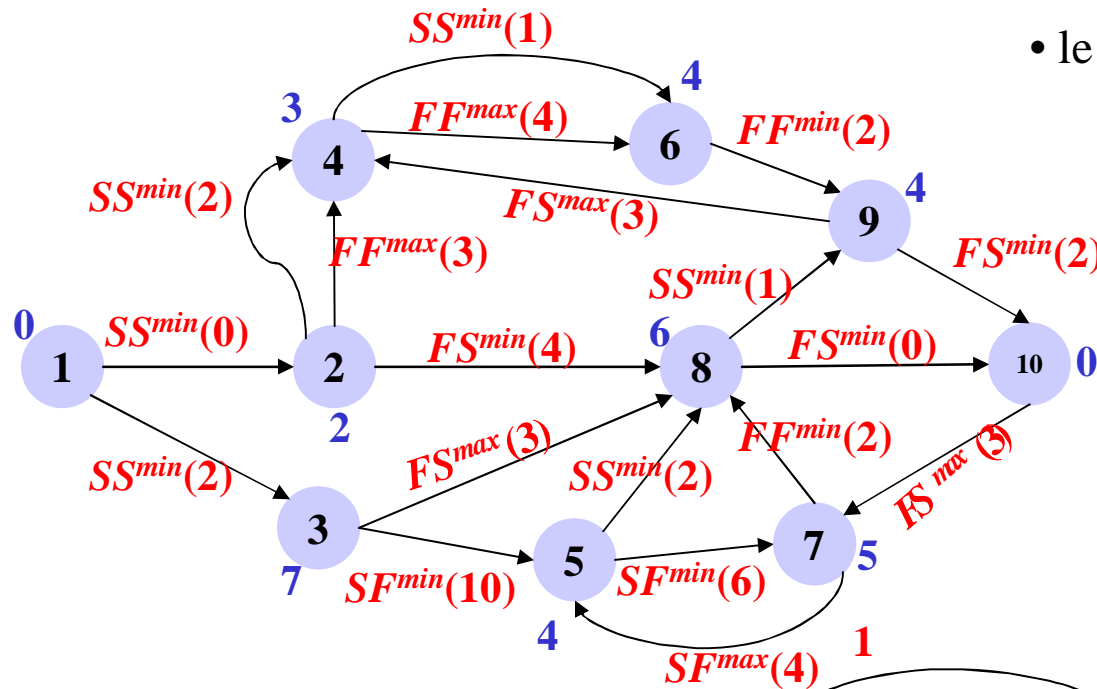 SS^min(1)
• le
4
3
FF^max(4)
6
FF^min(2)
4
SS^min(2)
4
FS^max(3)
9
FF^max(3)
SS^min(1)
FS^min(2)
0
SS^min(0)
6
FS^min(4)
FS^min(0)
1
2
8
10
0
2
FS^max(3)
FF^min(2)
SS^min(2)
SS^min(2)
FS^max(3)
3
7
5
7
5
SF^min(10)
SF^min(6)
4
SF^max(4)
1